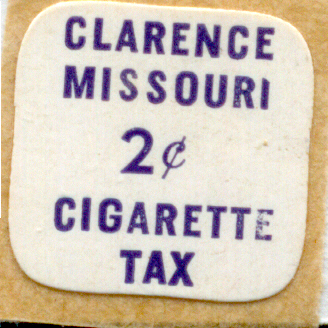 CLARENCE
MISSOURI
2¢
CIGARETTE
TAX